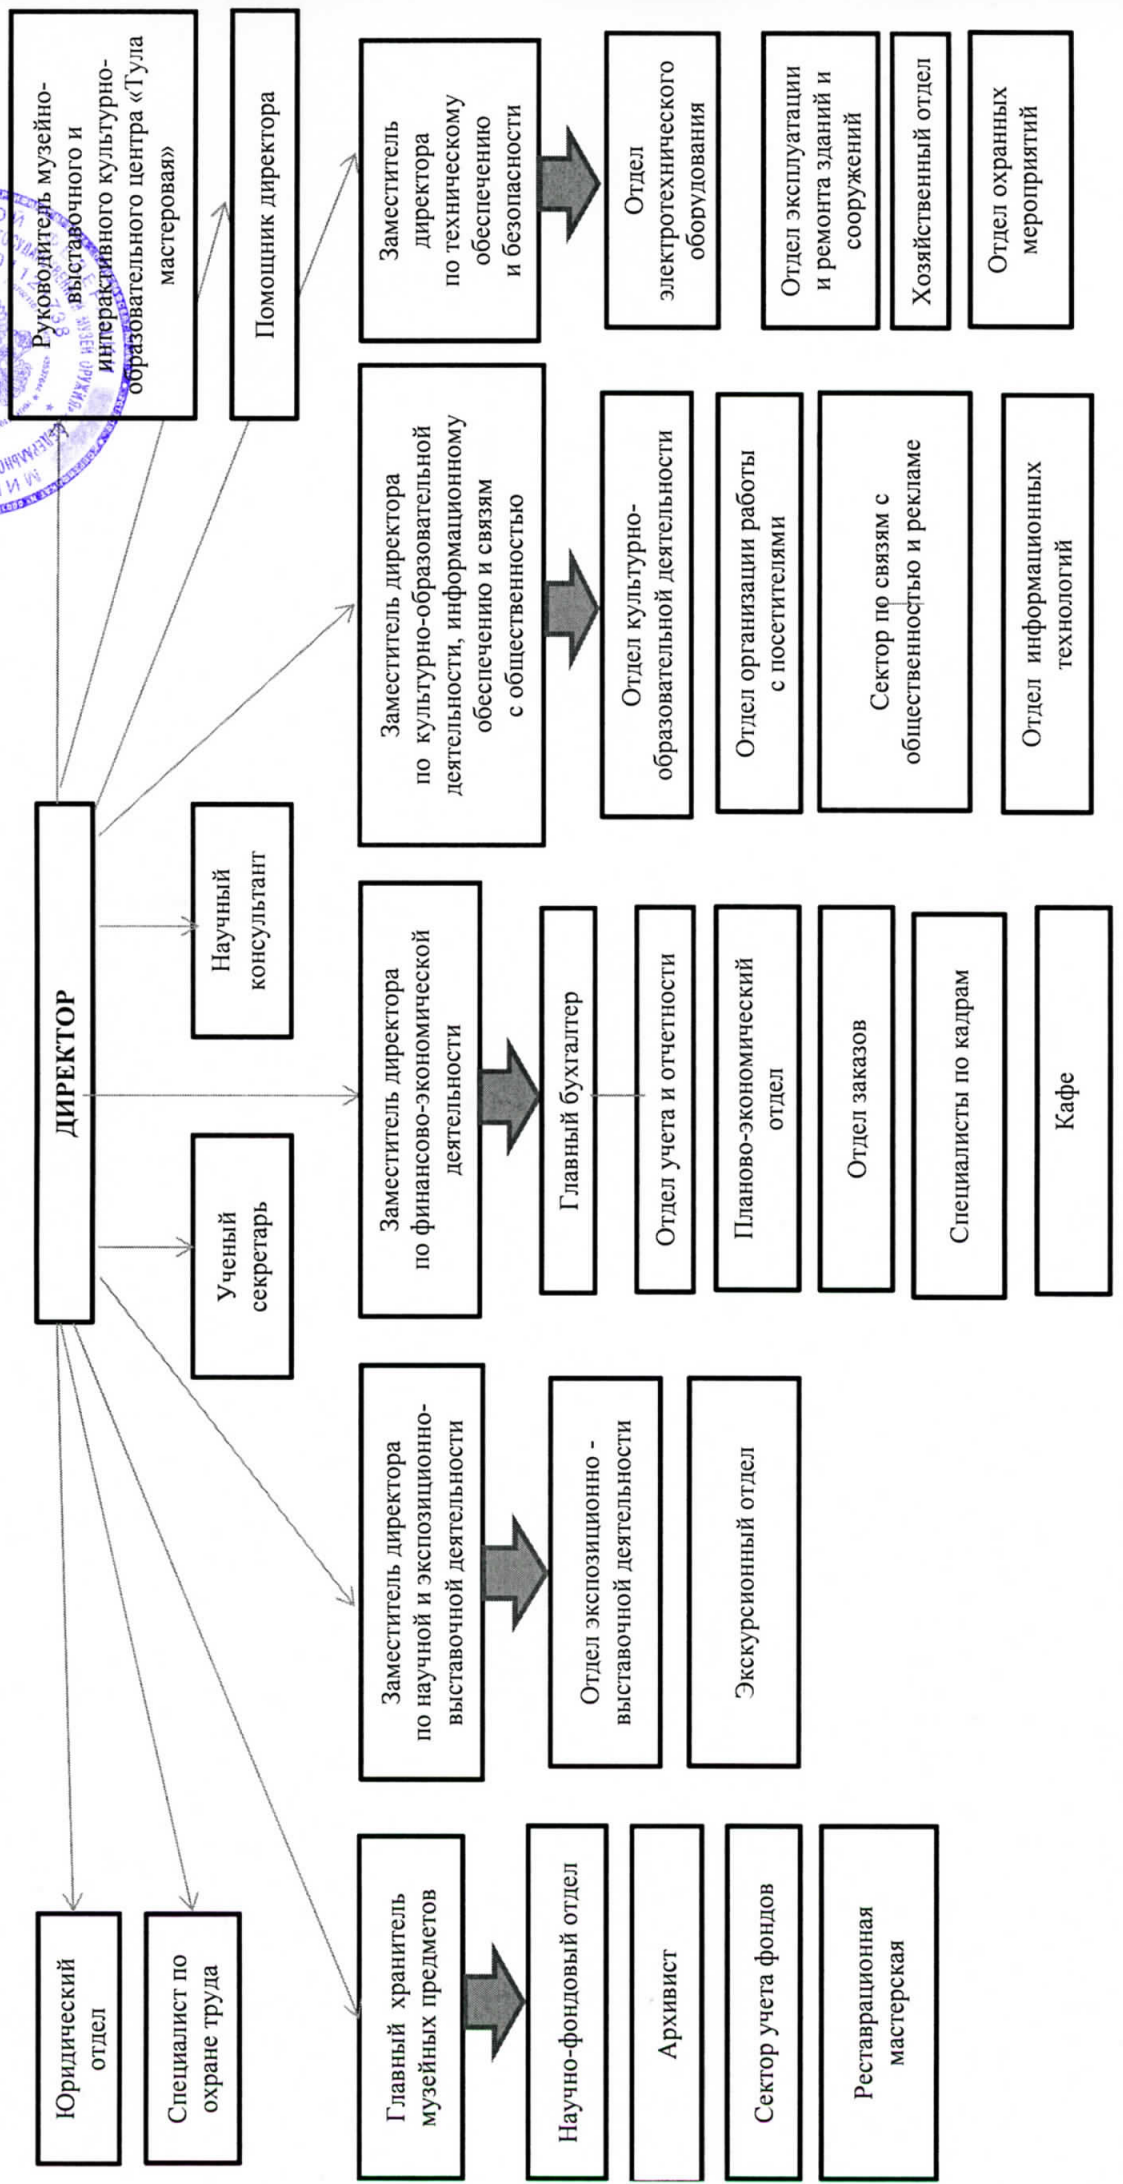 ДИРЕКТОР
Юридический
отдел
Специалист по
охране труда
Ученый
секретарь
Научный
консультант
Руководитель музейно-
выставочного и
интерактивного культурно-
образовательного центра «Тула
мастеровая»
Помощник директора
Главный хранитель
музейных предметов
Научно-фондовый отдел
Архивист
Сектор учета фондов
Реставрационная
мастерская
Заместитель директора
по научной и экспозиционно-
выставочной деятельности
Отдел экспозиционно -
выставочной деятельности
Экскурсионный отдел
Заместитель директора
по финансово-экономической
деятельности
Главный бухгалтер
Отдел учета и отчетности
Планово-экономический
отдел
Отдел заказов
Специалисты по кадрам
Кафе
Заместитель директора
по культурно-образовательной
деятельности, информационному
обеспечению и связям
с общественностью
Отдел культурно-
образовательной деятельности
Отдел организации работы
с посетителями
Сектор по связям с
общественностью и рекламе
Отдел информационных
технологий
Заместитель
директора
по техническому
обеспечению
и безопасности
Отдел
электротехнического
оборудования
Отдел эксплуатации
и ремонта зданий и
сооружений
Хозяйственный отдел
Отдел охранных
мероприятий